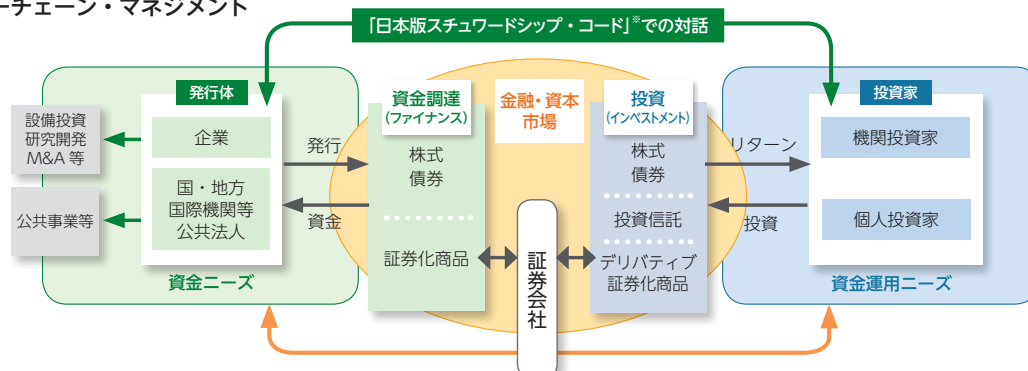 ーチェーン・マネジメント
「日本版スチュワードシップ・コード」※での対話
発行体
企業
国・地方
国際機関等
公共法人
資金ニーズ
設備投資
研究開発
M&A 等
公共事業等
発行
資金
資金調達
(ファイナンス)
株式
債券
証券化商品
金融・資本
市場
証券会社
投資
(インベストメント)
株式
債券
投資信託
デリバティブ
証券化商品
リターン
投資
投資家
機関投資家
個人投資家
資金運用ニーズ